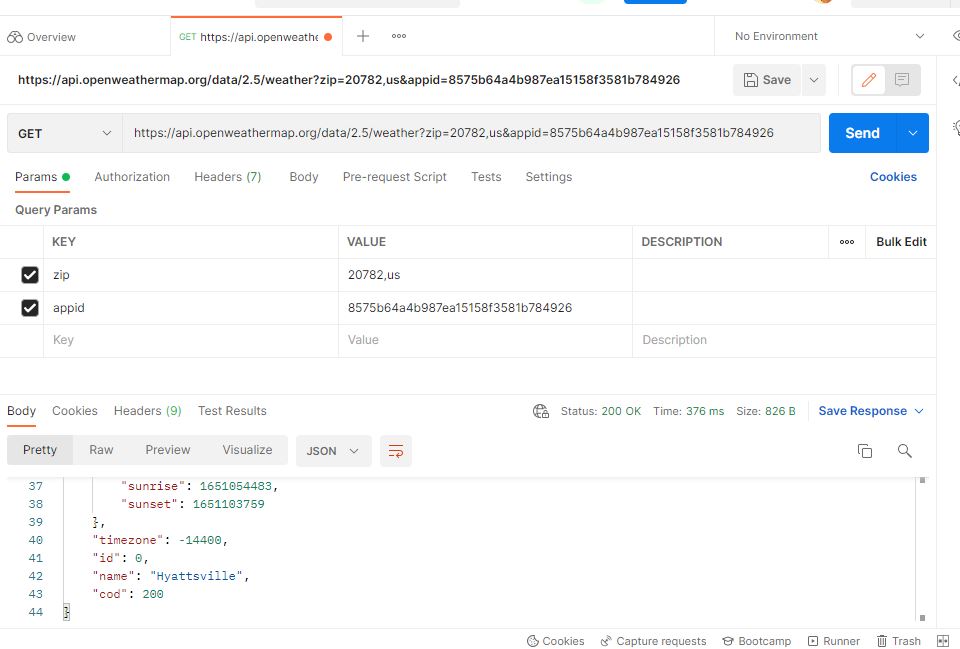 Overview
GET https://api.openweathe
No Environment
https://api.openweathermap.org/data/2.5/weather?zip=20782,us&appid=8575b64a4b987ea15158f3581b784926
Save
GET https://api.openweathermap.org/data/2.5/weather?zip=20782,us&appid=8575b64a4b987ea15158f3581b784926 Send
Params Authorization Headers (7) Body Pre-request Script Tests Settings Cookies
Query Params
KEY VALUE DESCRIPTION Bulk Edit
zip 20782,us
appid 8575b64a4b987ea15158f3581b784926
Key Value Description
Body Cookies Headers (9) Test Results Status: 200 OK Time: 376 ms Size: 826 B Save Response
Pretty Raw Preview Visualize JSON
37 "sunrise": 1651054483,
38 "sunset": 1651103759
39 },
40 "timezone": -14400,
41 "id": 0,
42 "name": "Hyattsville",
43 "cod": 200
44 }
Cookies Capture requests Bootcamp Runner Trash